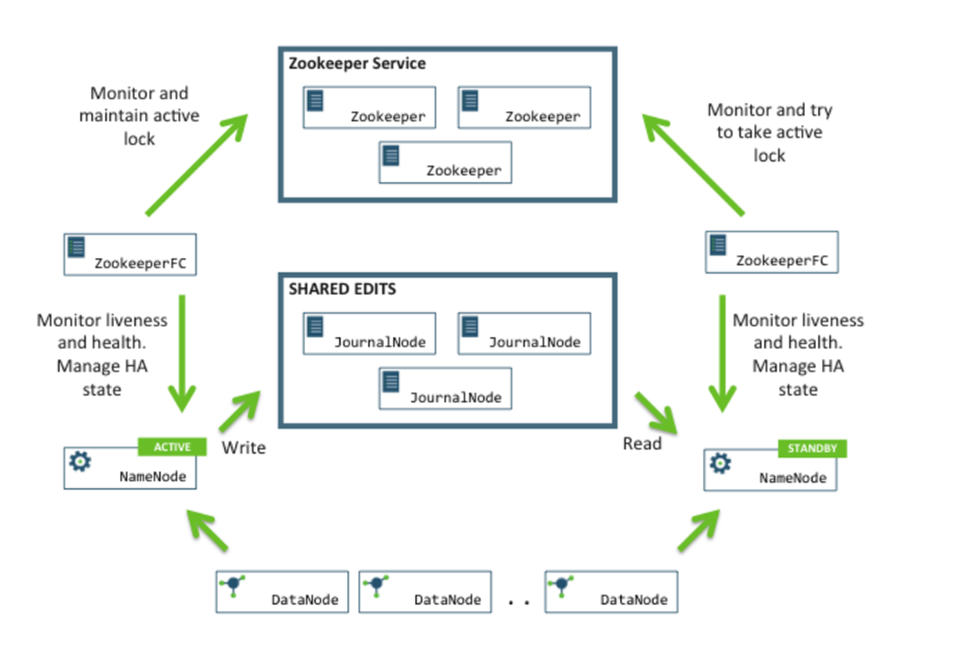 Zookeeper Service
Zookeeper
Zookeeper
Zookeeper
Monitor and
maintain active
lock
Monitor and try
to take active
lock
ZookeeperFC
ZookeeperFC
SHARED EDITS
JournalNode
JournalNode
JournalNode
Monitor liveness
and health.
Manage HA
state
Monitor liveness
and health.
Manage HA
state
Write
Read
ACTIVE
NameNode
STANDBY
NameNode
DataNode
DataNode
. .
DataNode